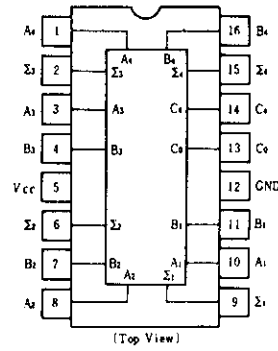 A₄ 1 16 B₄
A₄ B₄
Σ₃ 2 Σ₃ Σ₄ 15 Σ₄
A₃ 3 A₃ C₄ 14 C₄
B₃ 4 B₃ C₀ 13 C₀
Vcc 5 12 GND
Σ₂ 6 Σ₂ B₁ 11 B₁
B₂ 7 B₂ A₁ 10 A₁
A₂ Σ₁
A₂ 8 9 Σ₁
(Top View)